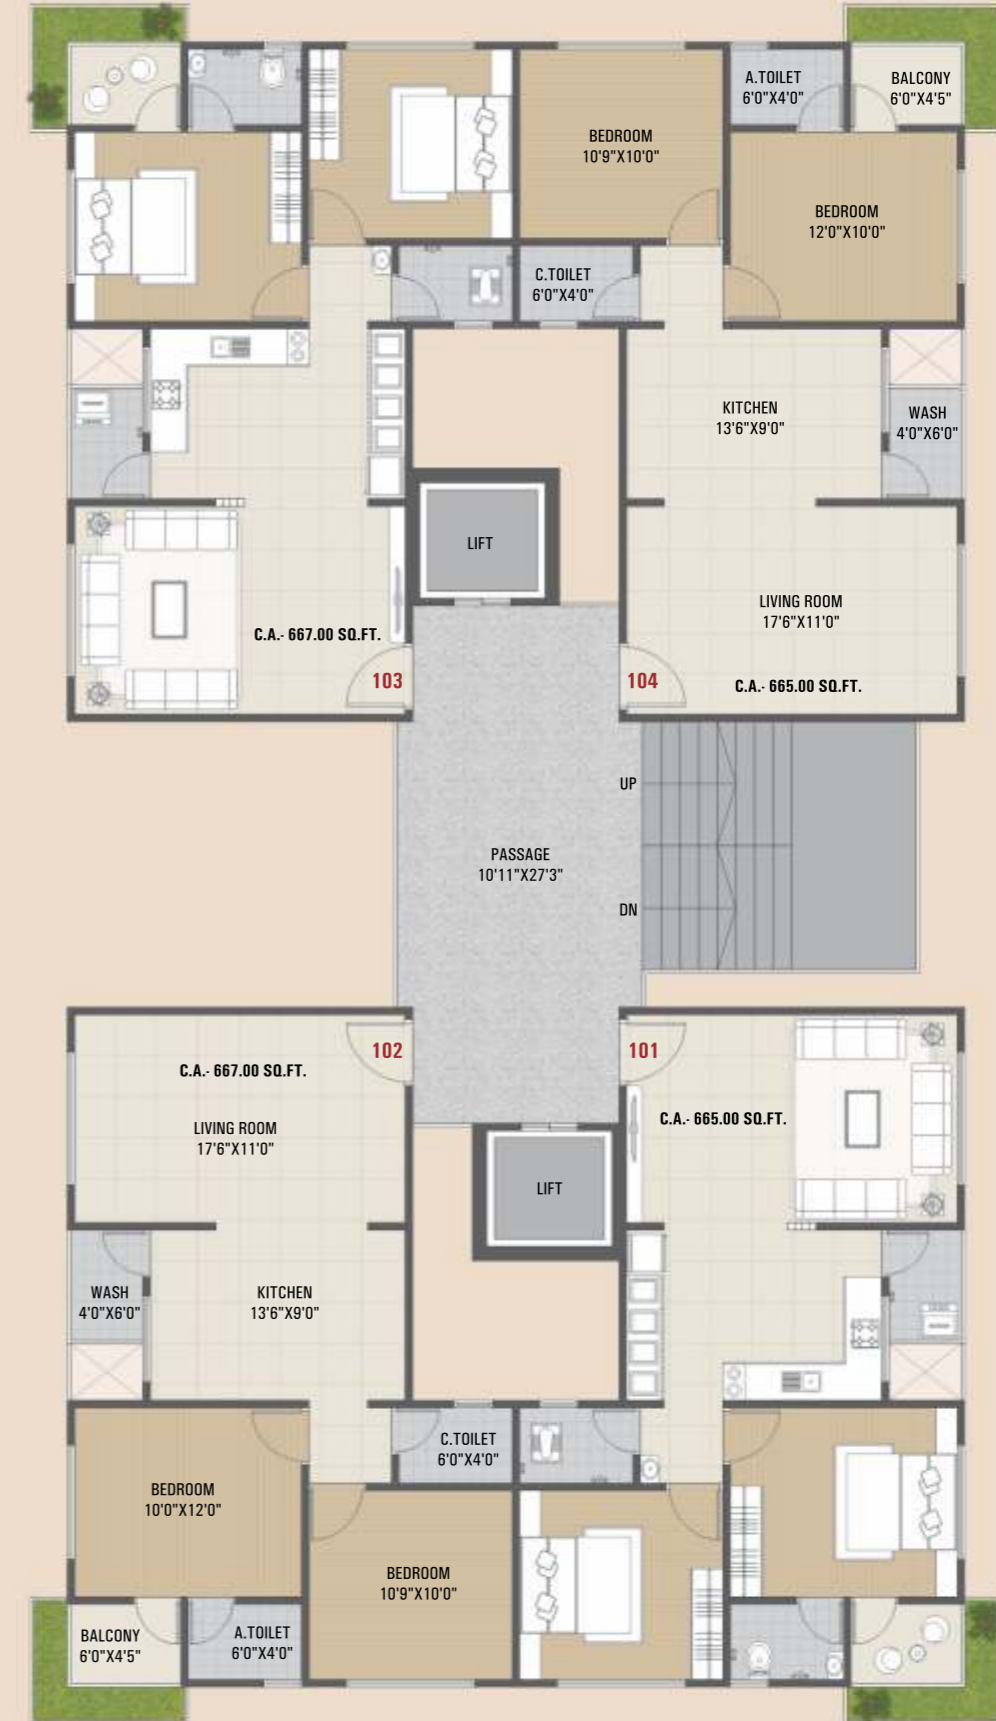 A.TOILET
6'0"X4'0"
BALCONY
6'0"X4'5"
BEDROOM
10'9"X10'0"
BEDROOM
12'0"X10'0"
C.TOILET
6'0"X4'0"
KITCHEN
13'6"X9'0"
WASH
4'0"X6'0"
LIFT
LIVING ROOM
17'6"X11'0"
C.A.- 667.00 SQ.FT.
103
104
C.A.- 665.00 SQ.FT.
UP
PASSAGE
10'11"X27'3"
DN
102
101
C.A.- 667.00 SQ.FT.
LIVING ROOM
17'6"X11'0"
C.A.- 665.00 SQ.FT.
LIFT
WASH
4'0"X6'0"
KITCHEN
13'6"X9'0"
C.TOILET
6'0"X4'0"
BEDROOM
10'0"X12'0"
BEDROOM
10'9"X10'0"
BALCONY
6'0"X4'5"
A.TOILET
6'0"X4'0"